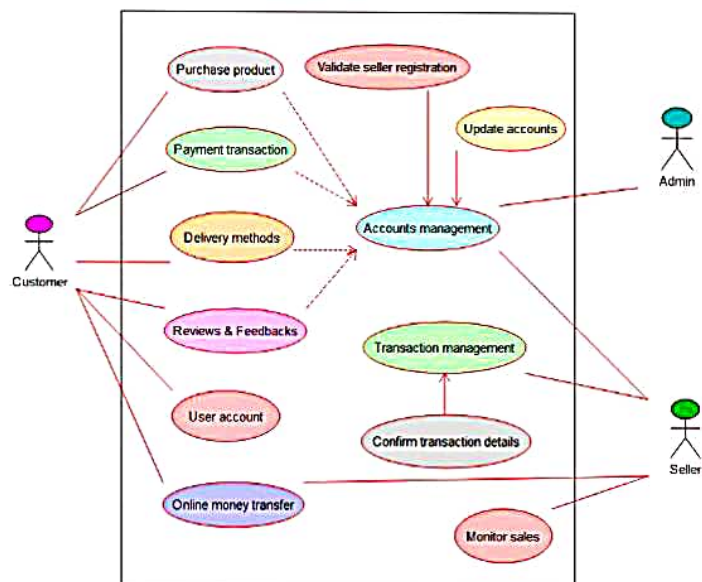 Purchase product
Validate seller registration
Update accounts
Payment transaction
Admin
Accounts management
Delivery methods
Customer
Reviews & Feedbacks
Transaction management
User account
Confirm transaction details
Seller
Online money transfer
Monitor sales